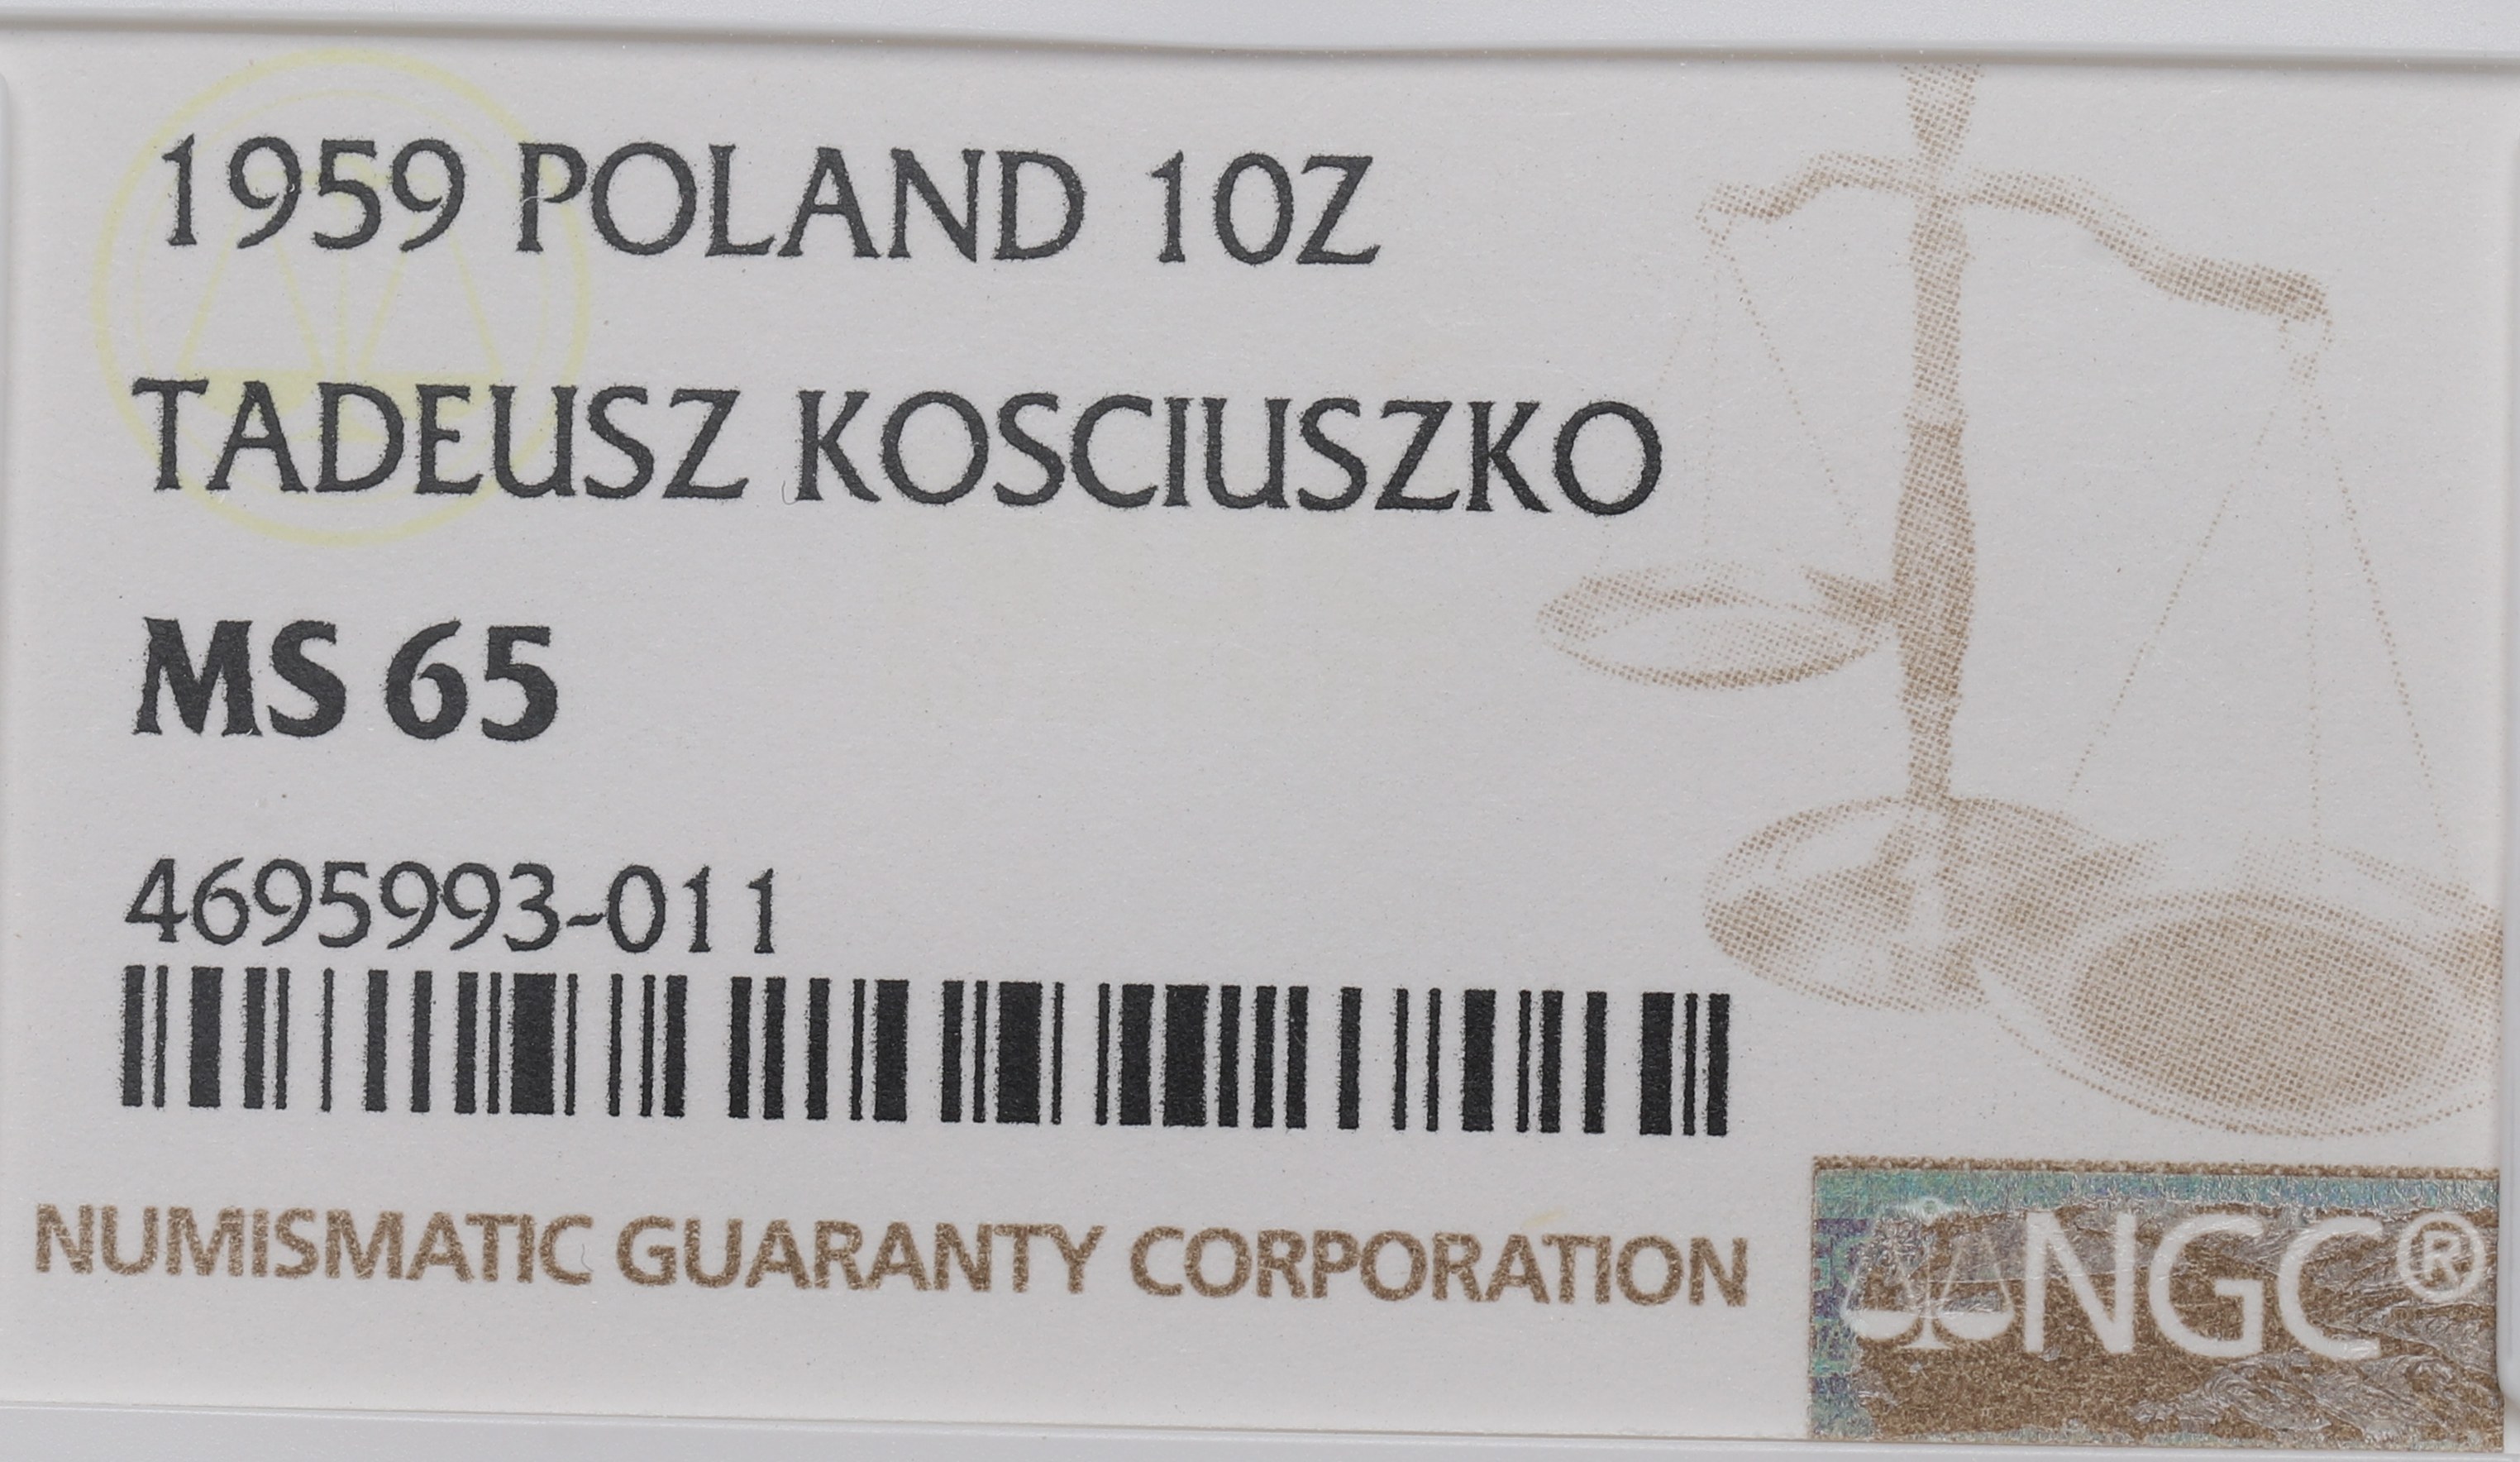 1959 POLAND 10Z
TADEUSZ KOSCIUSZKO
MS 65
4695993-011
NUMISMATIC GUARANTY CORPORATION
NGC®